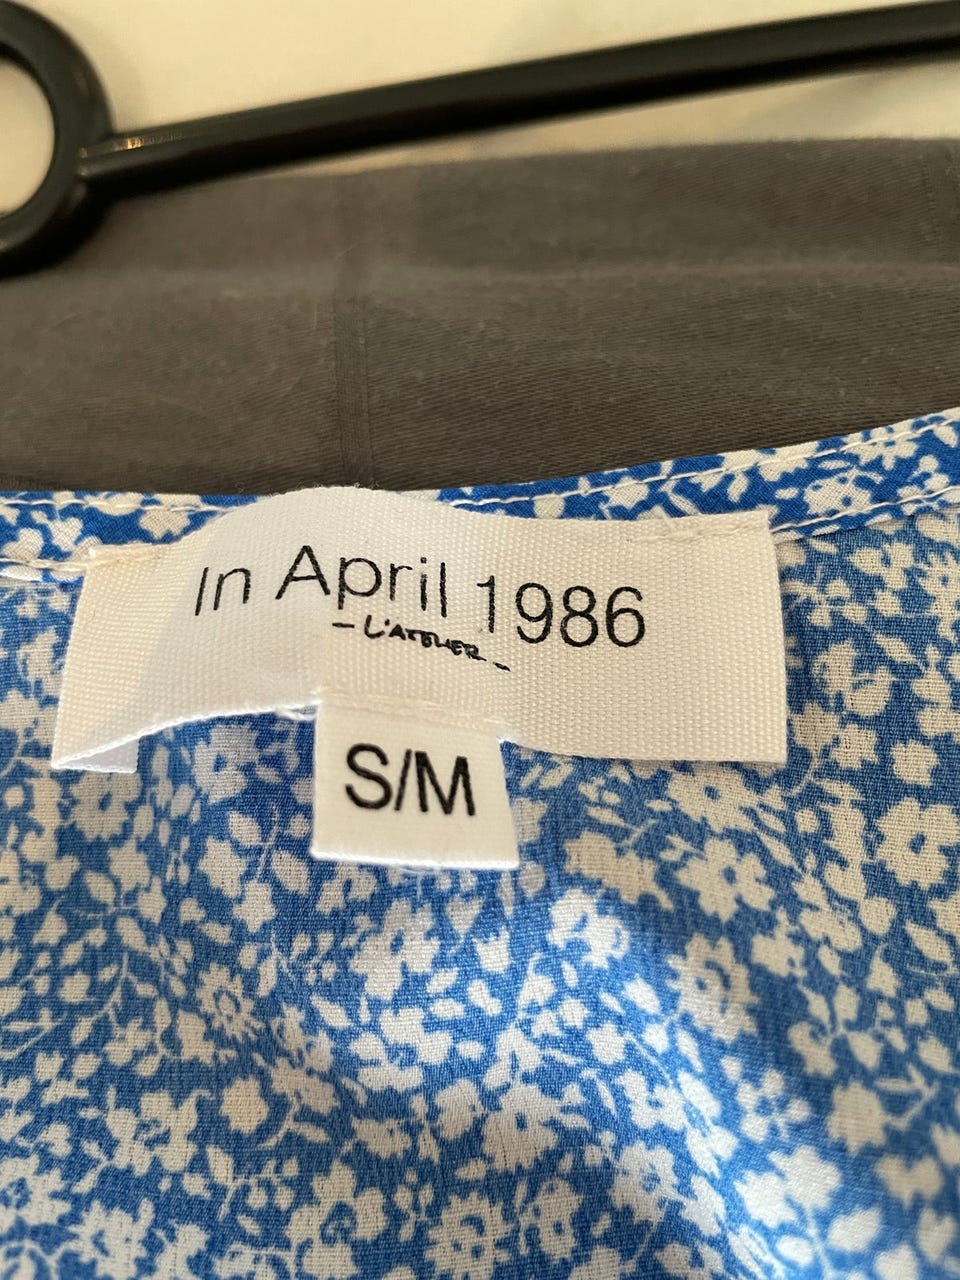 In April 1986
- L'ATELIER -
S/M